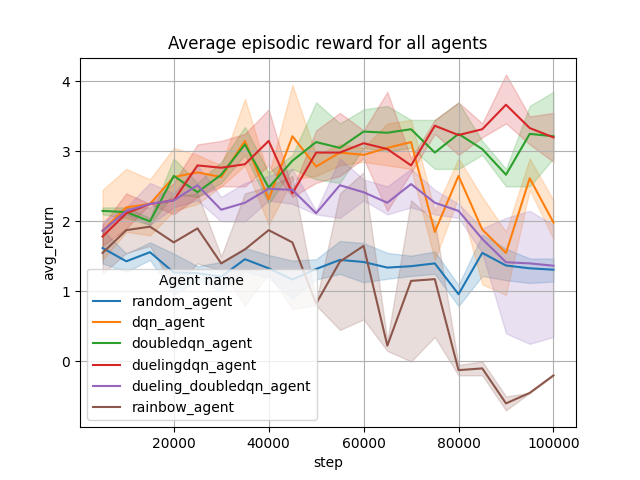 Average episodic reward for all agents
avg_return
4
3
2
1
0
Agent name
random_agent
dqn_agent
doubledqn_agent
duelingdqn_agent
dueling_doubledqn_agent
rainbow_agent
20000 40000 60000 80000 100000
step